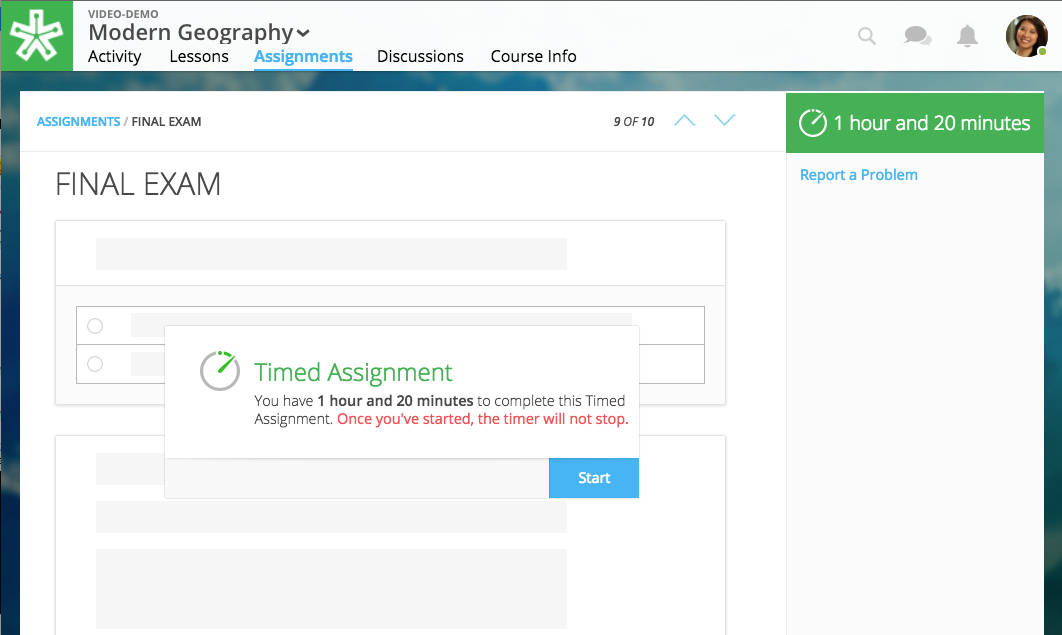 VIDEO-DEMO
Modern Geography
Activity Lessons Assignments Discussions Course Info
ASSIGNMENTS / FINAL EXAM
9 OF 10
1 hour and 20 minutes
Report a Problem
FINAL EXAM
Timed Assignment
You have 1 hour and 20 minutes to complete this Timed
Assignment. Once you've started, the timer will not stop.
Start